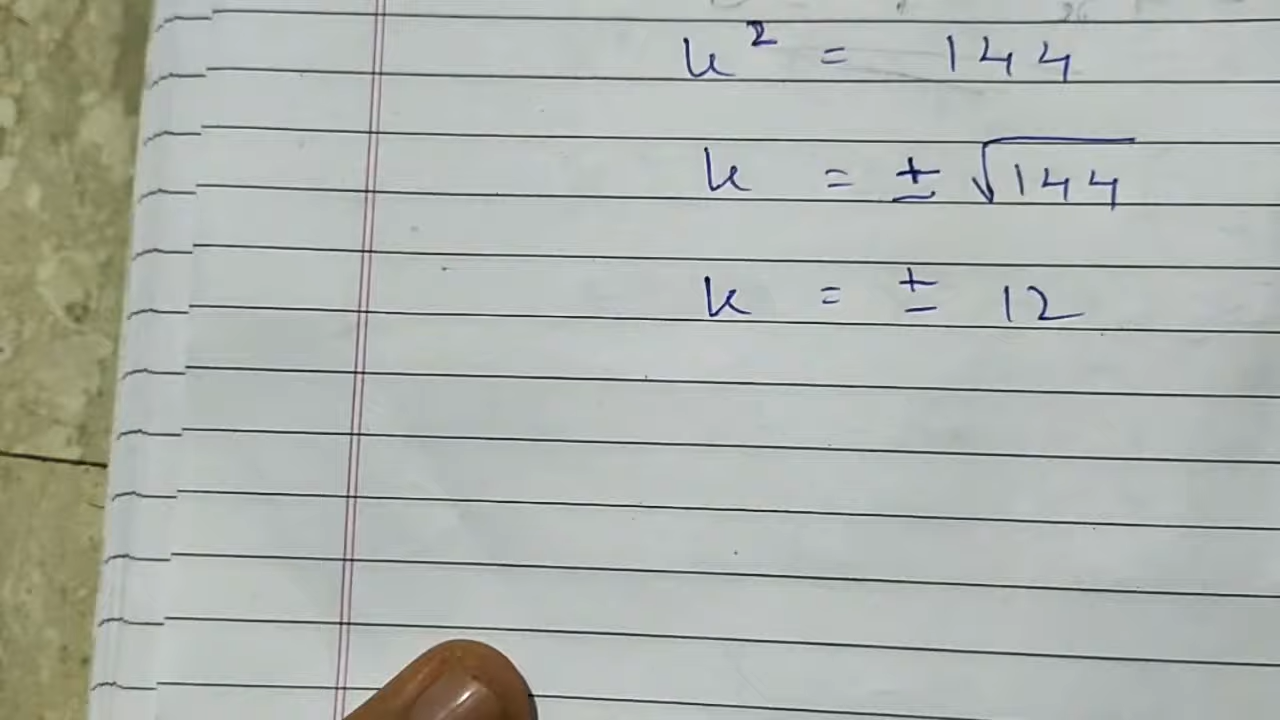 k² = 144
k = ± √144
k = ± 12